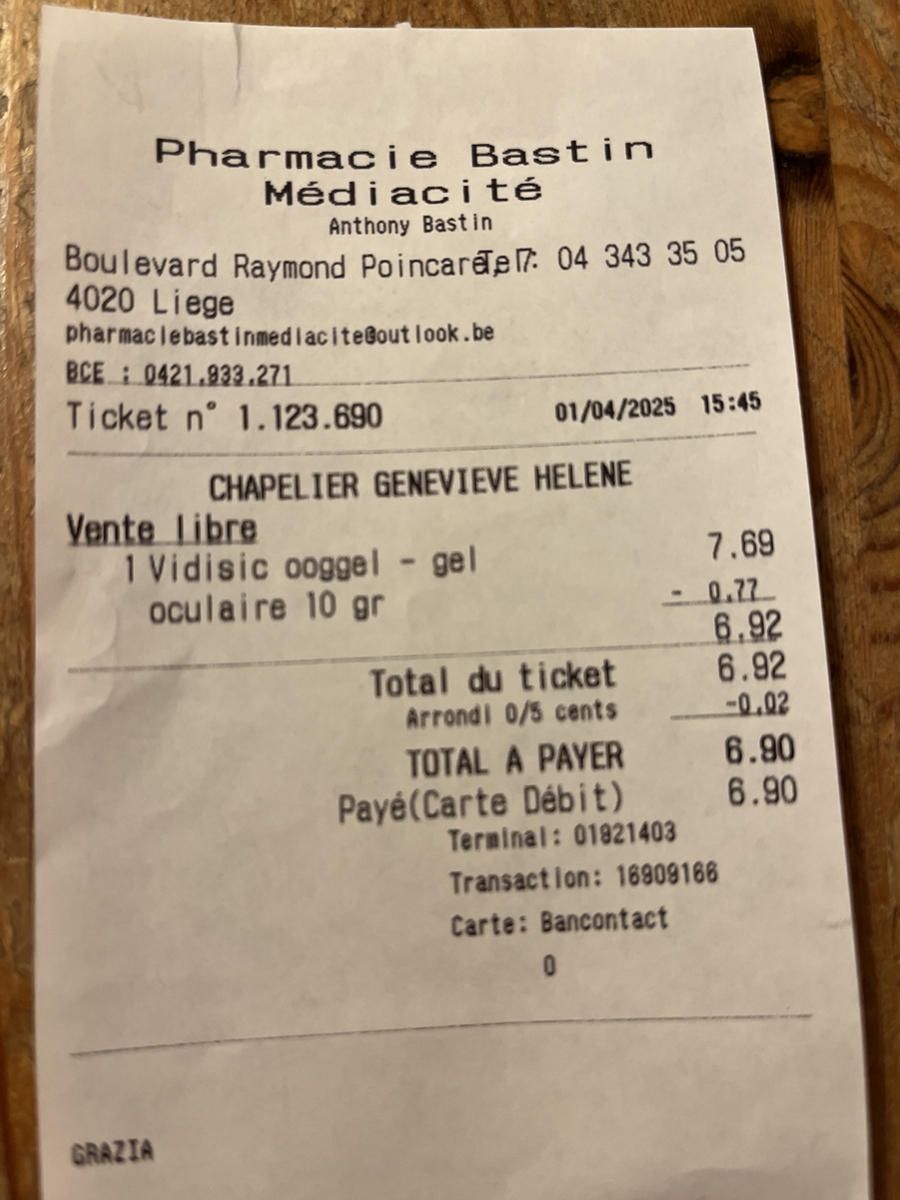 Pharmacie Bastin
Médiacité
Anthony Bastin
Boulevard Raymond Poincaré, 7 Tel: 04 343 35 05
4020 Liege
pharmaciebastinmediacite@outlook.be
BCE : 0421.933.271
Ticket n° 1.123.690 01/04/2025 15:45
CHAPELIER GENEVIEVE HELENE
Vente libre
1 Vidisic ooggel - gel 7.69
oculaire 10 gr - 0.77
6.92
Total du ticket 6.92
Arrondi 0/5 cents -0.02
TOTAL A PAYER 6.90
Payé(Carte Débit) 6.90
Terminal: 01821403
Transaction: 16909166
Carte: Bancontact
0
GRAZIA